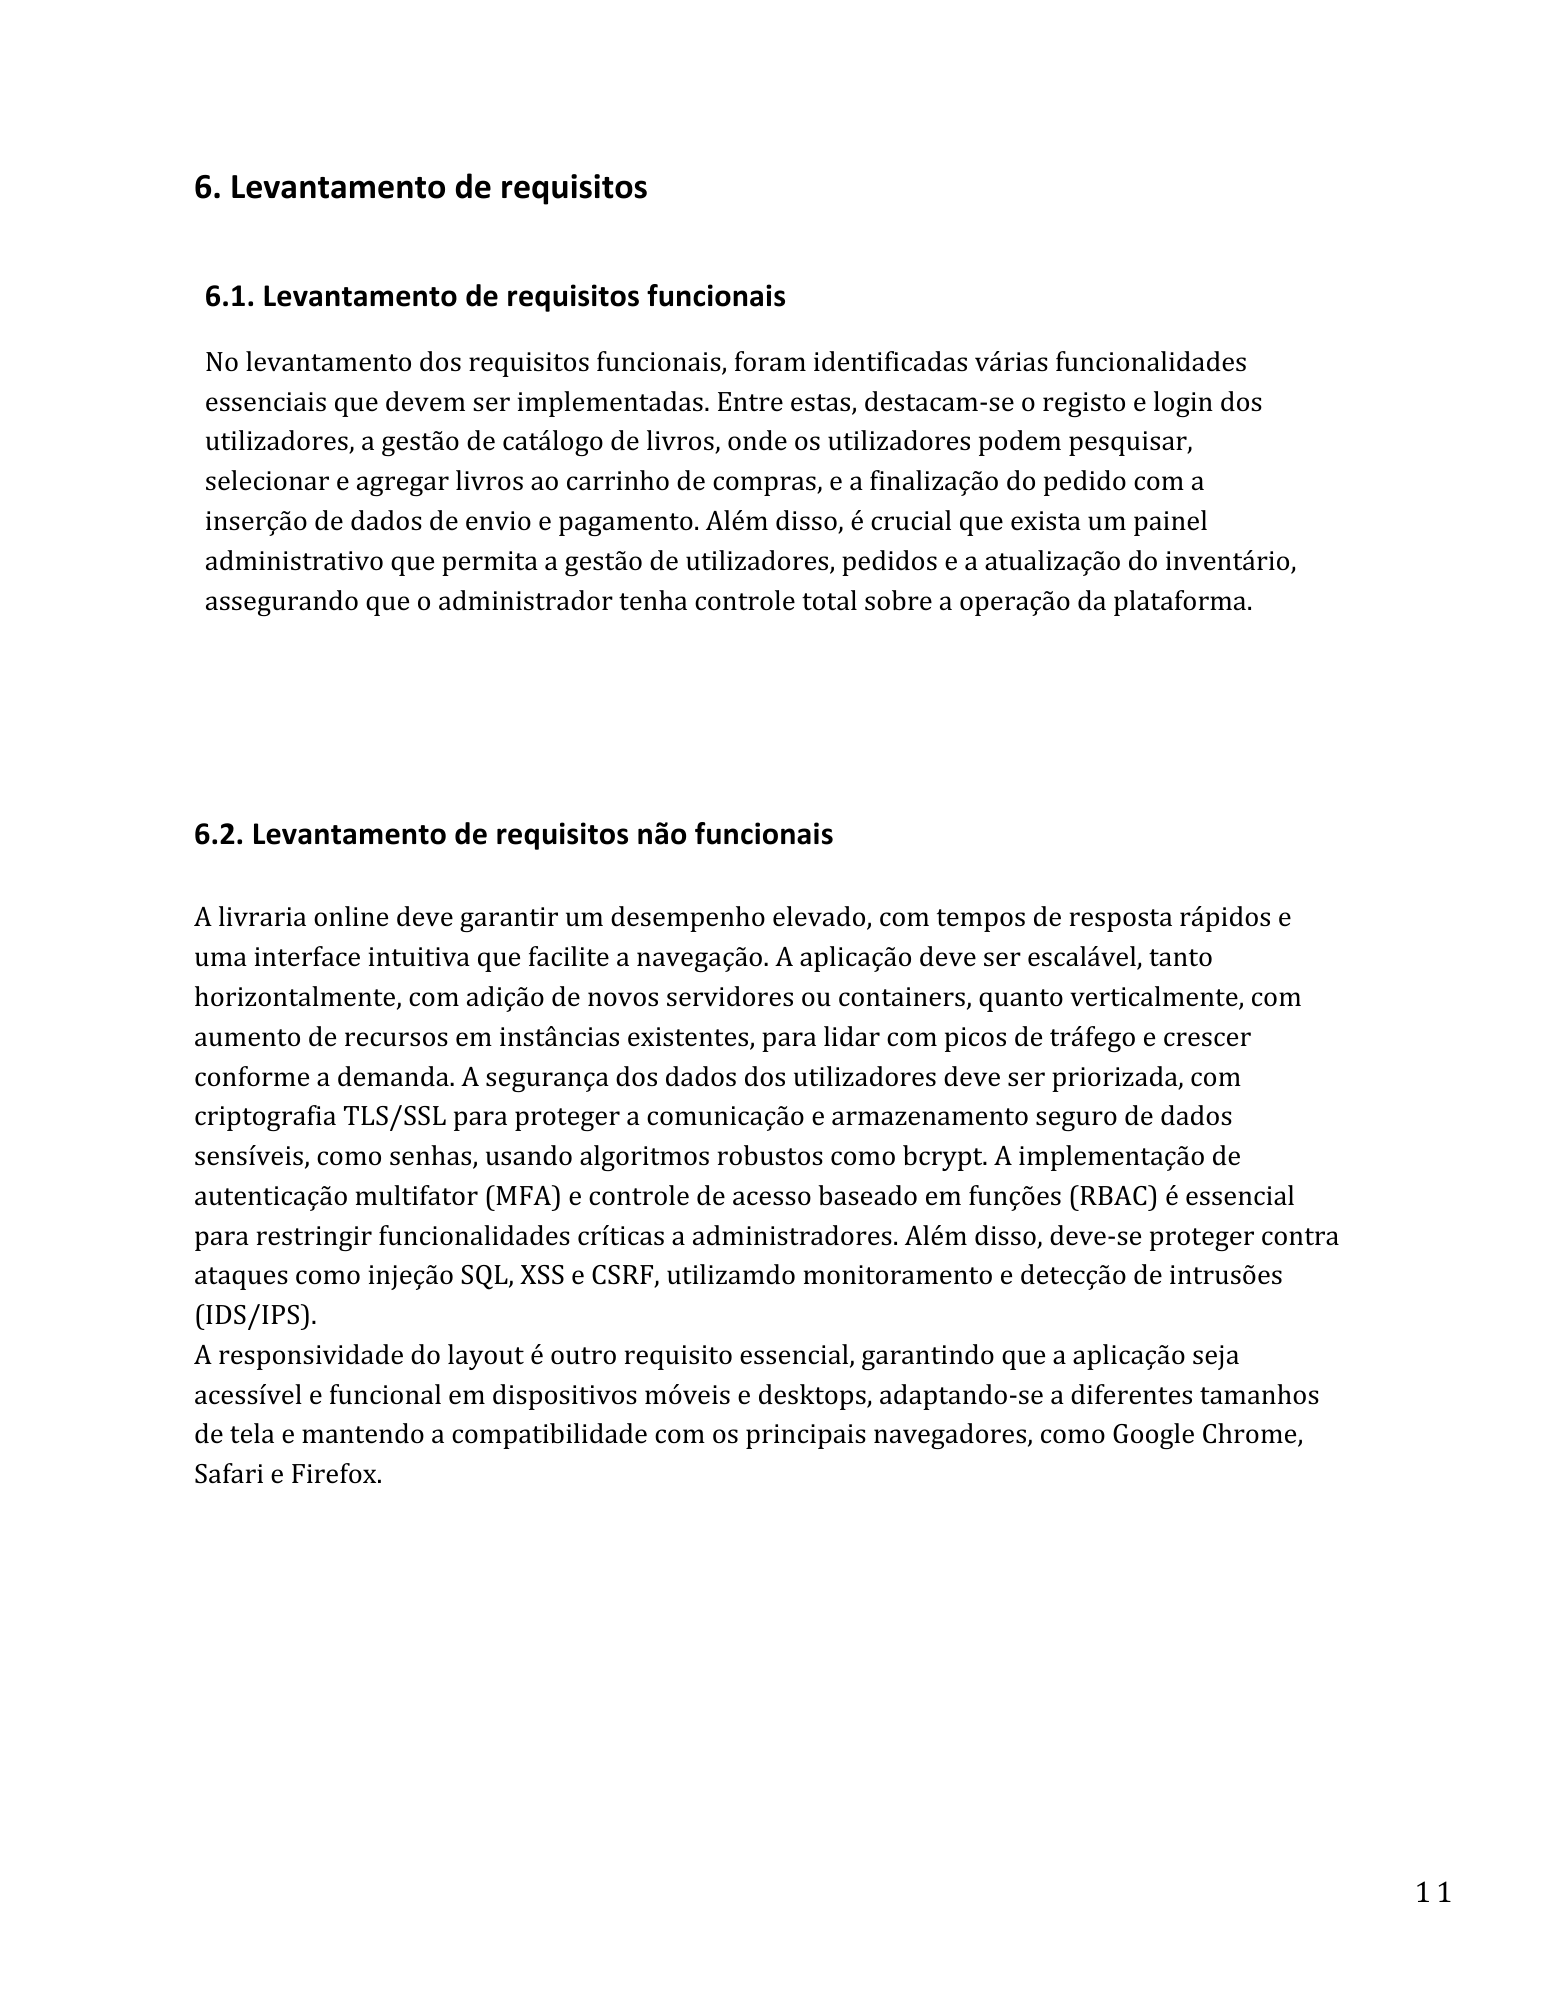 6. Levantamento de requisitos
6.1. Levantamento de requisitos funcionais
No levantamento dos requisitos funcionais, foram identificadas várias funcionalidades
essenciais que devem ser implementadas. Entre estas, destacam-se o registo e login dos
utilizadores, a gestão de catálogo de livros, onde os utilizadores podem pesquisar,
selecionar e agregar livros ao carrinho de compras, e a finalização do pedido com a
inserção de dados de envio e pagamento. Além disso, é crucial que exista um painel
administrativo que permita a gestão de utilizadores, pedidos e a atualização do inventário,
assegurando que o administrador tenha controle total sobre a operação da plataforma.
6.2. Levantamento de requisitos não funcionais
A livraria online deve garantir um desempenho elevado, com tempos de resposta rápidos e
uma interface intuitiva que facilite a navegação. A aplicação deve ser escalável, tanto
horizontalmente, com adição de novos servidores ou containers, quanto verticalmente, com
aumento de recursos em instâncias existentes, para lidar com picos de tráfego e crescer
conforme a demanda. A segurança dos dados dos utilizadores deve ser priorizada, com
criptografia TLS/SSL para proteger a comunicação e armazenamento seguro de dados
sensíveis, como senhas, usando algoritmos robustos como bcrypt. A implementação de
autenticação multifator (MFA) e controle de acesso baseado em funções (RBAC) é essencial
para restringir funcionalidades críticas a administradores. Além disso, deve-se proteger contra
ataques como injeção SQL, XSS e CSRF, utilizamdo monitoramento e detecção de intrusões
(IDS/IPS).
A responsividade do layout é outro requisito essencial, garantindo que a aplicação seja
acessível e funcional em dispositivos móveis e desktops, adaptando-se a diferentes tamanhos
de tela e mantendo a compatibilidade com os principais navegadores, como Google Chrome,
Safari e Firefox.
11